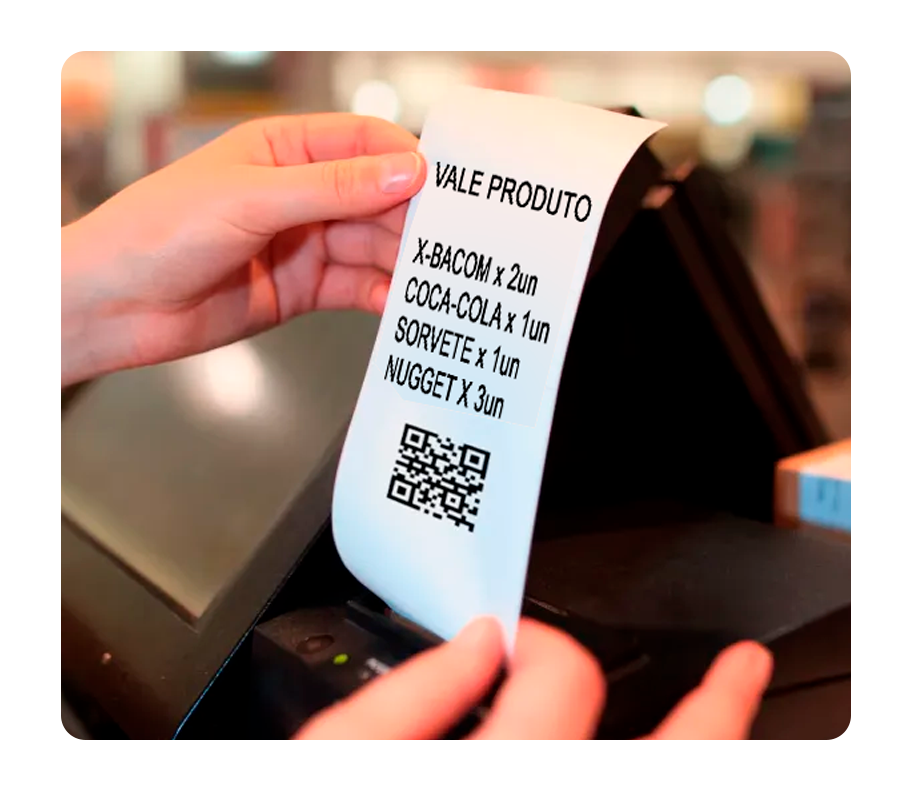 VALE PRODUTO
X-BACOM x 2un
COCA-COLA x 1un
SORVETE x 1un
NUGGET X 3un